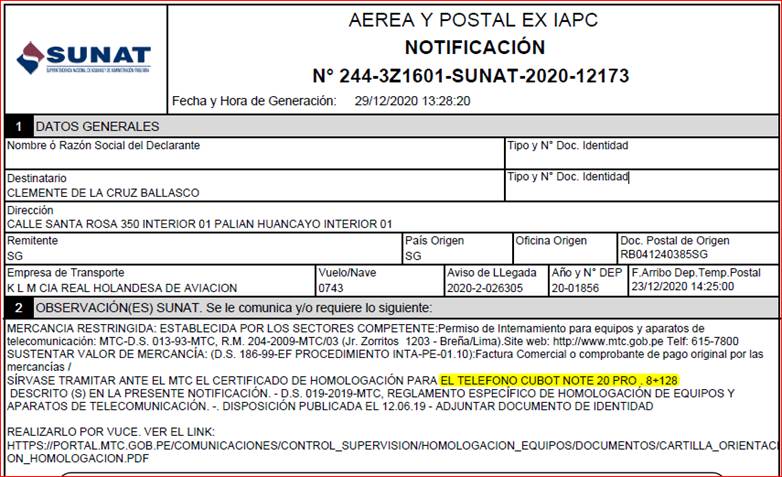 AEREA Y POSTAL EX IAPC
SUNAT
NOTIFICACIÓN
N° 244-3Z1601-SUNAT-2020-12173
Fecha y Hora de Generación: 29/12/2020 13:28:20
1 DATOS GENERALES
Nombre ó Razón Social del Declarante
Tipo y N° Doc. Identidad
Destinatario
Tipo y N° Doc. Identidad
CLEMENTE DE LA CRUZ BALLASCO
Dirección
CALLE SANTA ROSA 350 INTERIOR 01 PALIAN HUANCAYO INTERIOR 01
Remitente País Origen Oficina Origen Doc. Postal de Origen
SG SG RB041240385SG
Empresa de Transporte Vuelo/Nave Aviso de LLegada Año y N° DEP F.Arribo Dep.Temp.Postal
K L M CIA REAL HOLANDESA DE AVIACION 0743 2020-2-026305 20-01856 23/12/2020 14:25:00
2 OBSERVACIÓN(ES) SUNAT. Se le comunica y/o requiere lo siguiente:
MERCANCIA RESTRINGIDA: ESTABLECIDA POR LOS SECTORES COMPETENTE:Permiso de Internamiento para equipos y aparatos de
telecomunicación: MTC-D.S. 013-93-MTC, R.M. 204-2009-MTC/03 (Jr. Zorritos 1203 - Breña/Lima).Site web: http://www.mtc.gob.pe Telf: 615-7800
SUSTENTAR VALOR DE MERCANCÍA: (D.S. 186-99-EF PROCEDIMIENTO INTA-PE-01.10):Factura Comercial o comprobante de pago original por las
mercancías /
SÍRVASE TRAMITAR ANTE EL MTC EL CERTIFICADO DE HOMOLOGACIÓN PARA EL TELEFONO CUBOT NOTE 20 PRO , 8+128
DESCRITO (S) EN LA PRESENTE NOTIFICACIÓN. - D.S. 019-2019-MTC, REGLAMENTO ESPECÍFICO DE HOMOLOGACIÓN DE EQUIPOS Y
APARATOS DE TELECOMUNICACIÓN. -. DISPOSICIÓN PUBLICADA EL 12.06.19 - ADJUNTAR DOCUMENTO DE IDENTIDAD
REALIZARLO POR VUCE. VER EL LINK:
HTTPS://PORTAL.MTC.GOB.PE/COMUNICACIONES/CONTROL_SUPERVISION/HOMOLOGACION_EQUIPOS/DOCUMENTOS/CARTILLA_ORIENTACI
ON_HOMOLOGACION.PDF